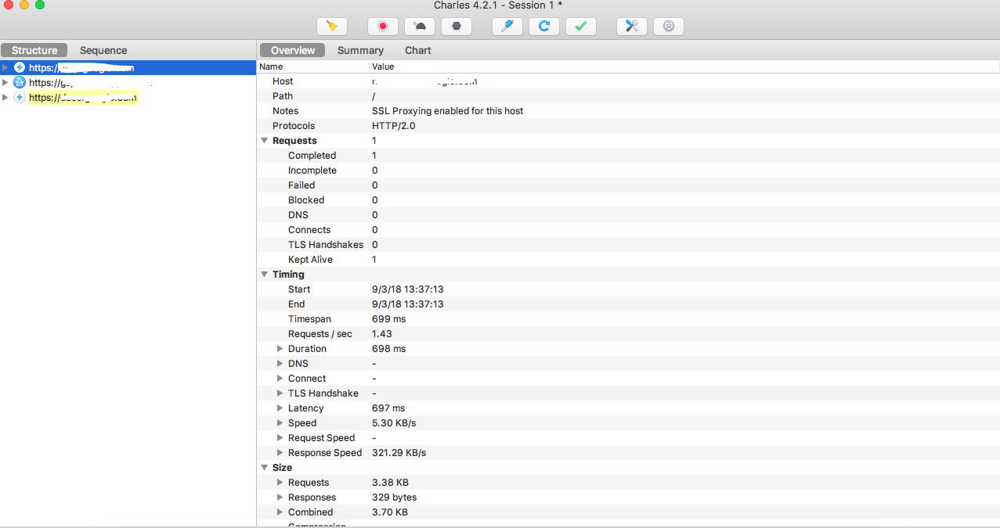 Charles 4.2.1 - Session 1 *
Structure Sequence
https://
https://
https://
Overview Summary Chart
Name Value
Host
Path /
Notes SSL Proxying enabled for this host
Protocols HTTP/2.0
Requests 1
Completed 1
Incomplete 0
Failed 0
Blocked 0
DNS 0
Connects 0
TLS Handshakes 0
Kept Alive 1
Timing
Start 9/3/18 13:37:13
End 9/3/18 13:37:13
Timespan 699 ms
Requests / sec 1.43
Duration 698 ms
DNS -
Connect -
TLS Handshake -
Latency 697 ms
Speed 5.30 KB/s
Request Speed -
Response Speed 321.29 KB/s
Size
Requests 3.38 KB
Responses 329 bytes
Combined 3.70 KB
Compression